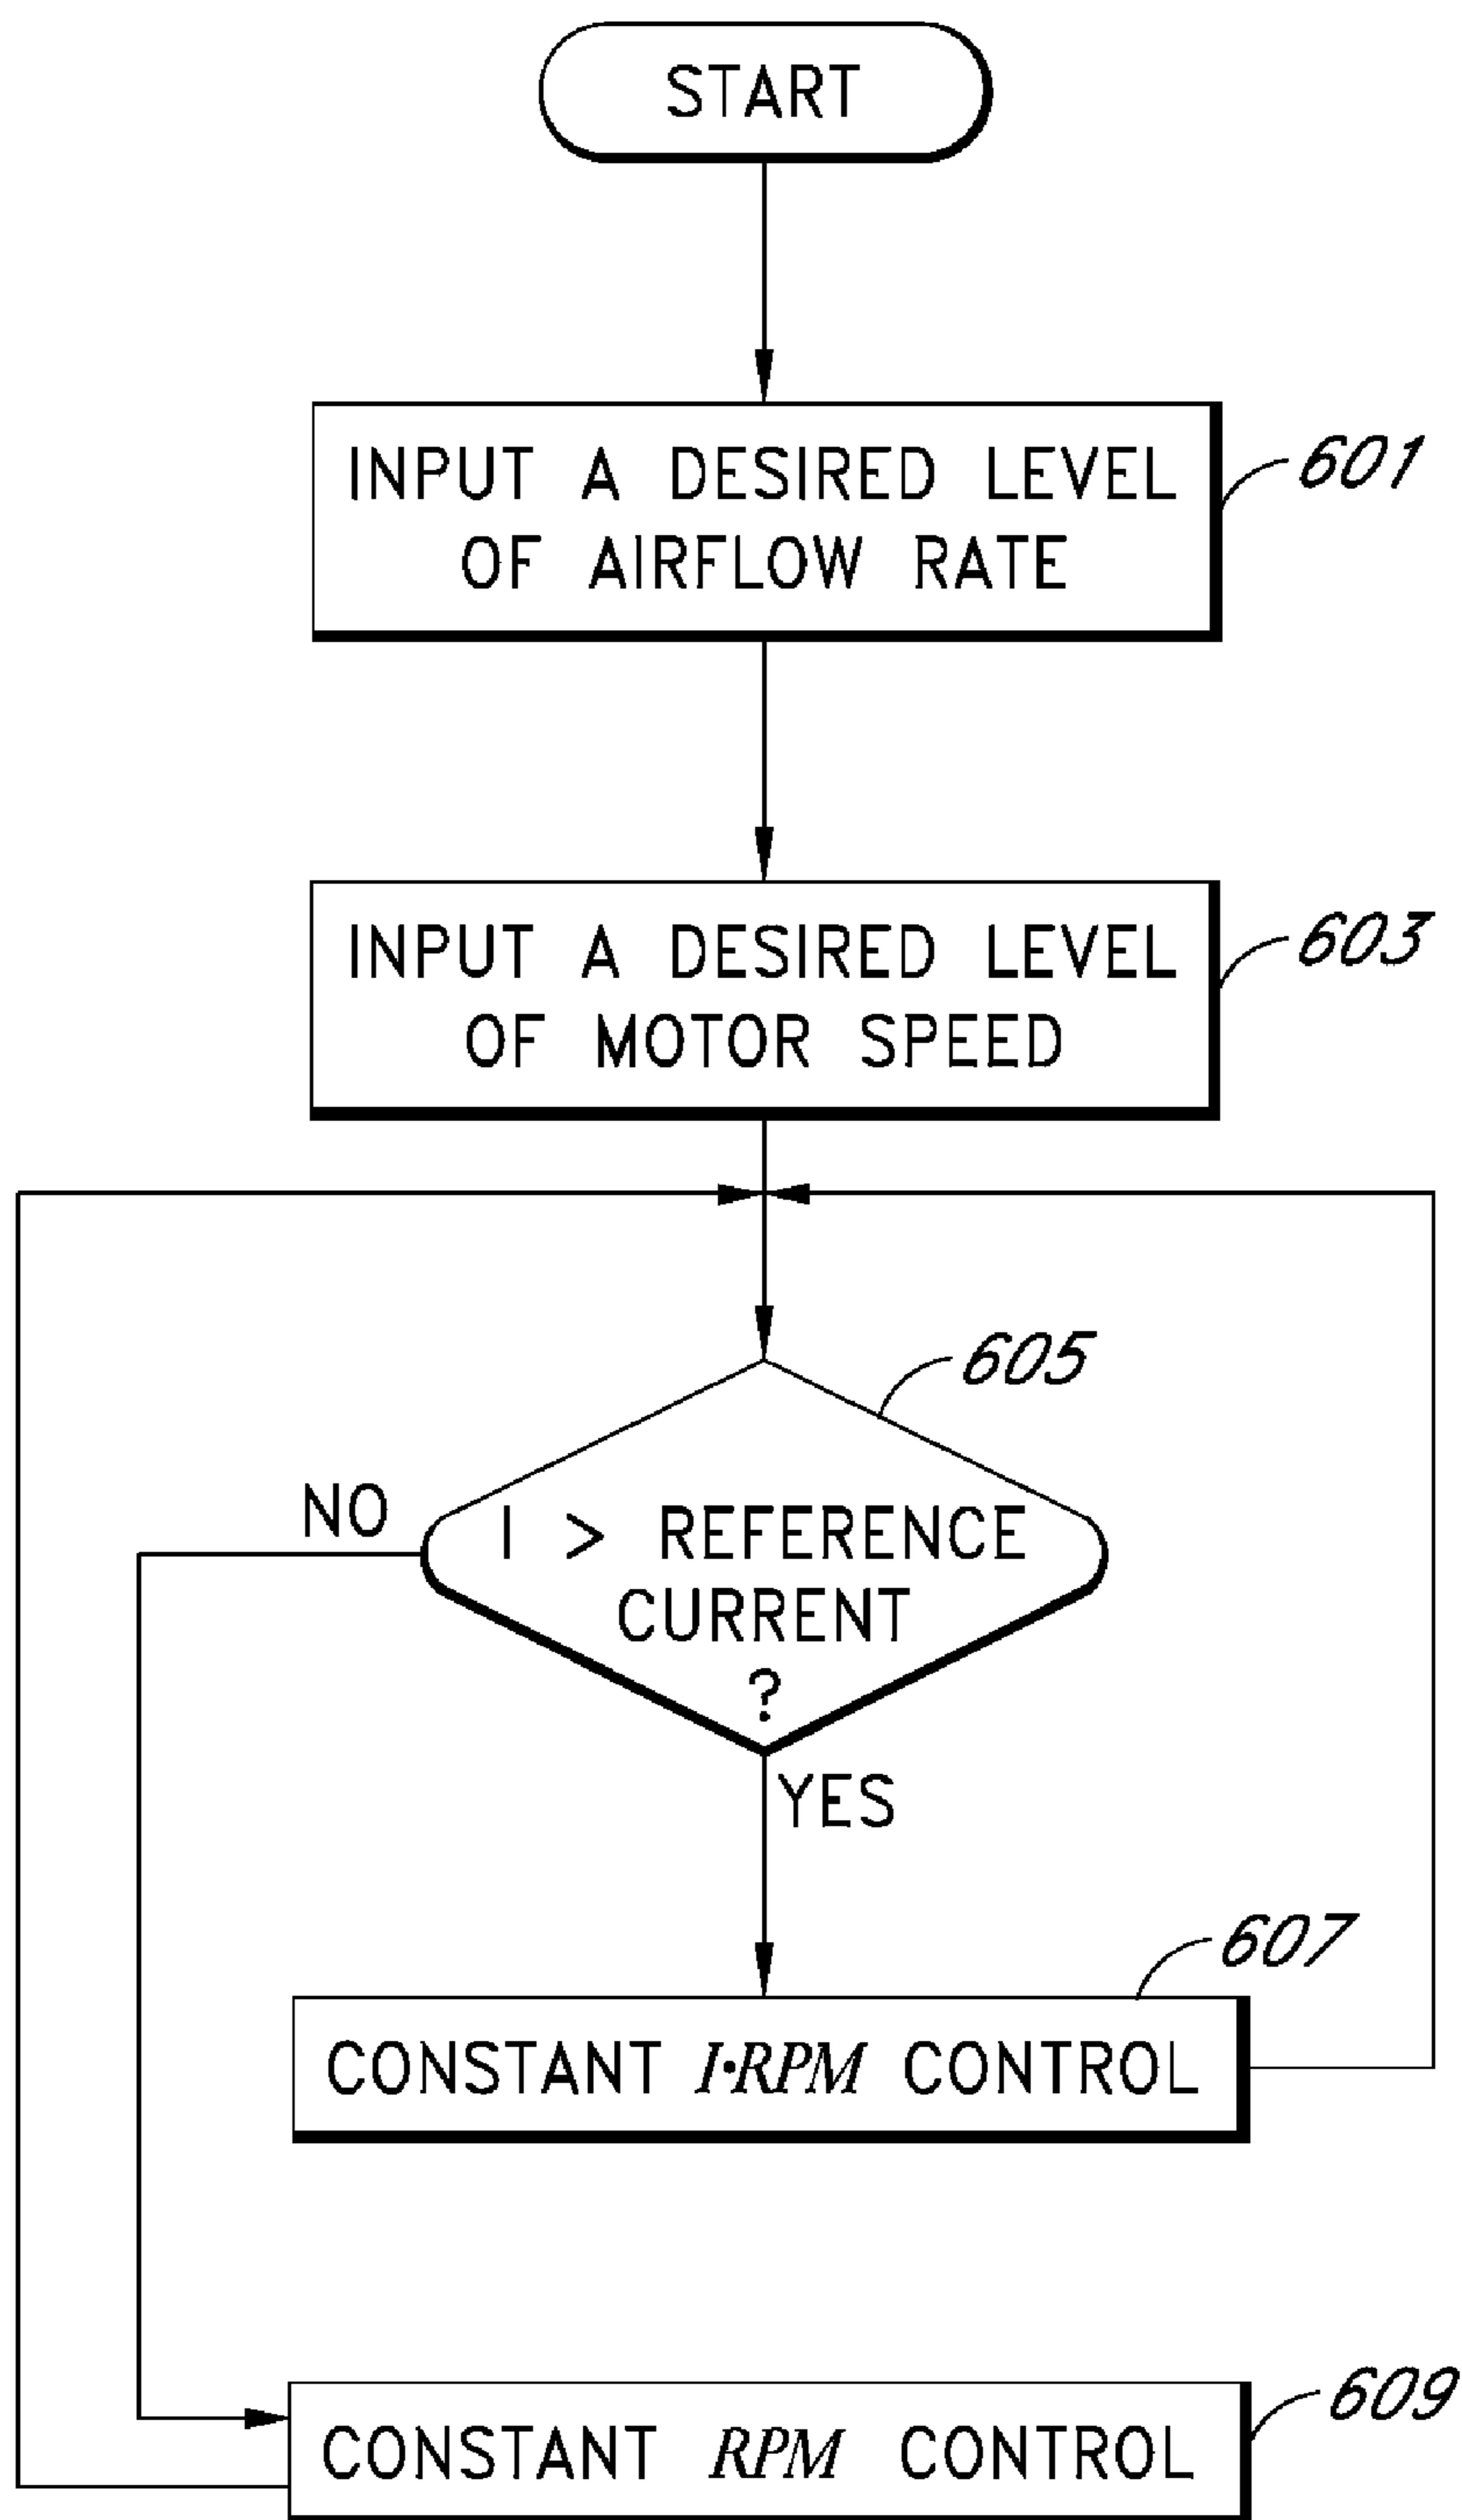 START
INPUT A DESIRED LEVEL
OF AIRFLOW RATE
601
INPUT A DESIRED LEVEL
OF MOTOR SPEED
603
605
NO
I > REFERENCE
CURRENT
?
YES
607
CONSTANT I·RPM CONTROL
609
CONSTANT RPM CONTROL